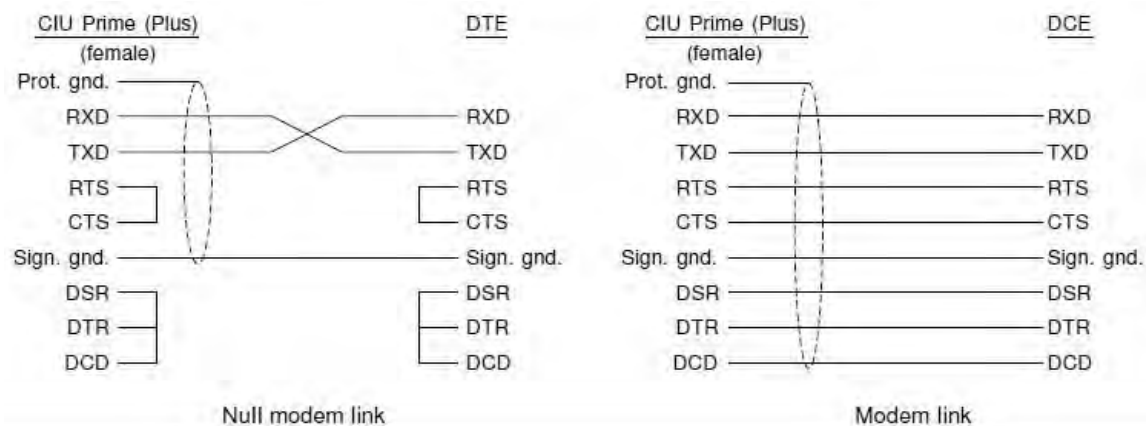 CIU Prime (Plus) DTE
(female)
Prot. gnd.
RXD RXD
TXD TXD
RTS RTS
CTS CTS
Sign. gnd. Sign. gnd.
DSR DSR
DTR DTR
DCD DCD
Null modem link
CIU Prime (Plus) DCE
(female)
Prot. gnd.
RXD RXD
TXD TXD
RTS RTS
CTS CTS
Sign. gnd. Sign. gnd.
DSR DSR
DTR DTR
DCD DCD
Modem link